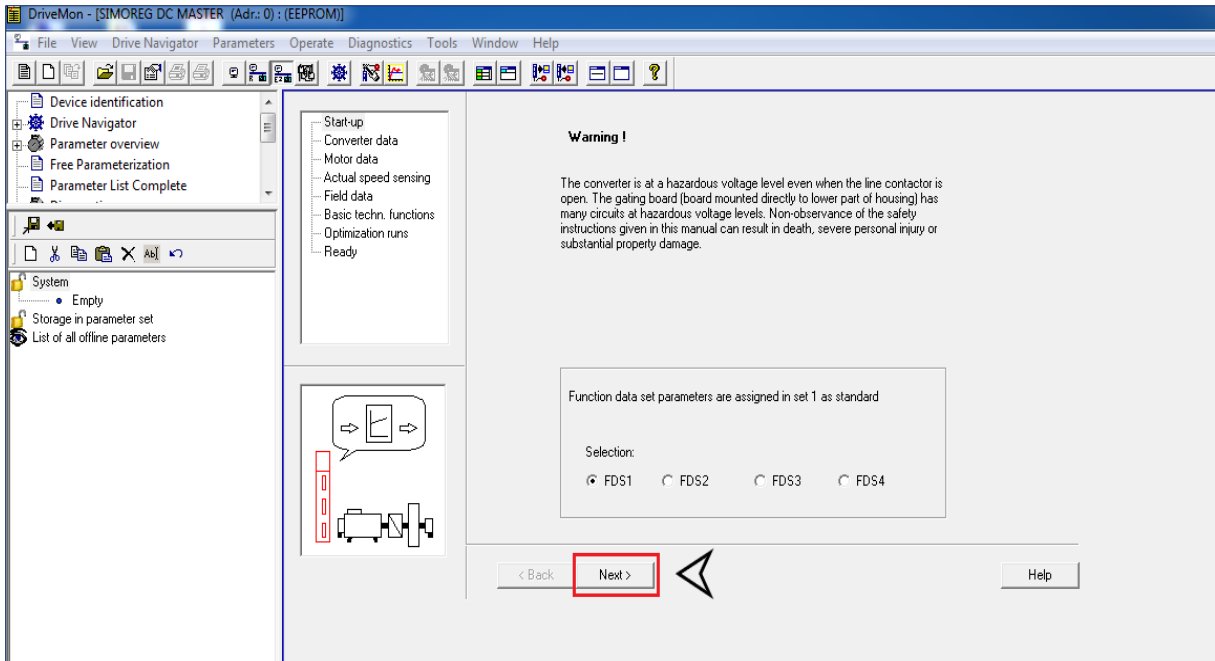 DriveMon - [SIMOREG DC MASTER (Adr.: 0) : (EEPROM)]
File View Drive Navigator Parameters Operate Diagnostics Tools Window Help
Device identification
Drive Navigator
Parameter overview
Free Parameterization
Parameter List Complete
System
Empty
Storage in parameter set
List of all offline parameters
Start-up
Converter data
Motor data
Actual speed sensing
Field data
Basic techn. functions
Optimization runs
Ready
Warning !
The converter is at a hazardous voltage level even when the line contactor is
open. The gating board (board mounted directly to lower part of housing) has
many circuits at hazardous voltage levels. Non-observance of the safety
instructions given in this manual can result in death, severe personal injury or
substantial property damage.
Function data set parameters are assigned in set 1 as standard
Selection:
FDS1 FDS2 FDS3 FDS4
< Back Next > Help